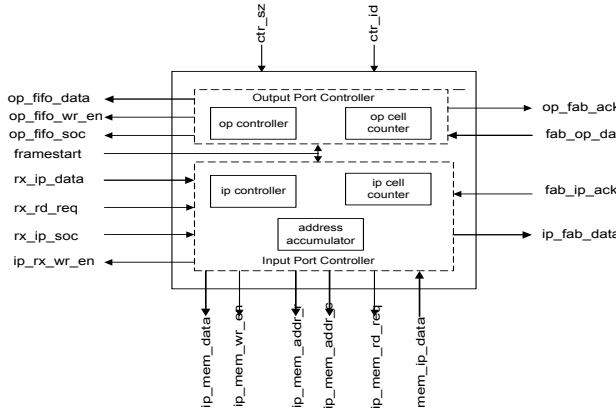 ctr_sz
ctr_id
op_fifo_data
Output Port Controller
op_fifo_wr_en
op controller
op cell
counter
op_fab_ack
op_fifo_soc
fab_op_da
framestart
rx_ip_data
ip controller
ip cell
counter
fab_ip_ack
rx_rd_req
rx_ip_soc
address
accumulator
ip_fab_data
ip_rx_wr_en
Input Port Controller
ip_mem_data
ip_mem_wr_en
ip_mem_addr_r
ip_mem_rd_req
mem_ip_data